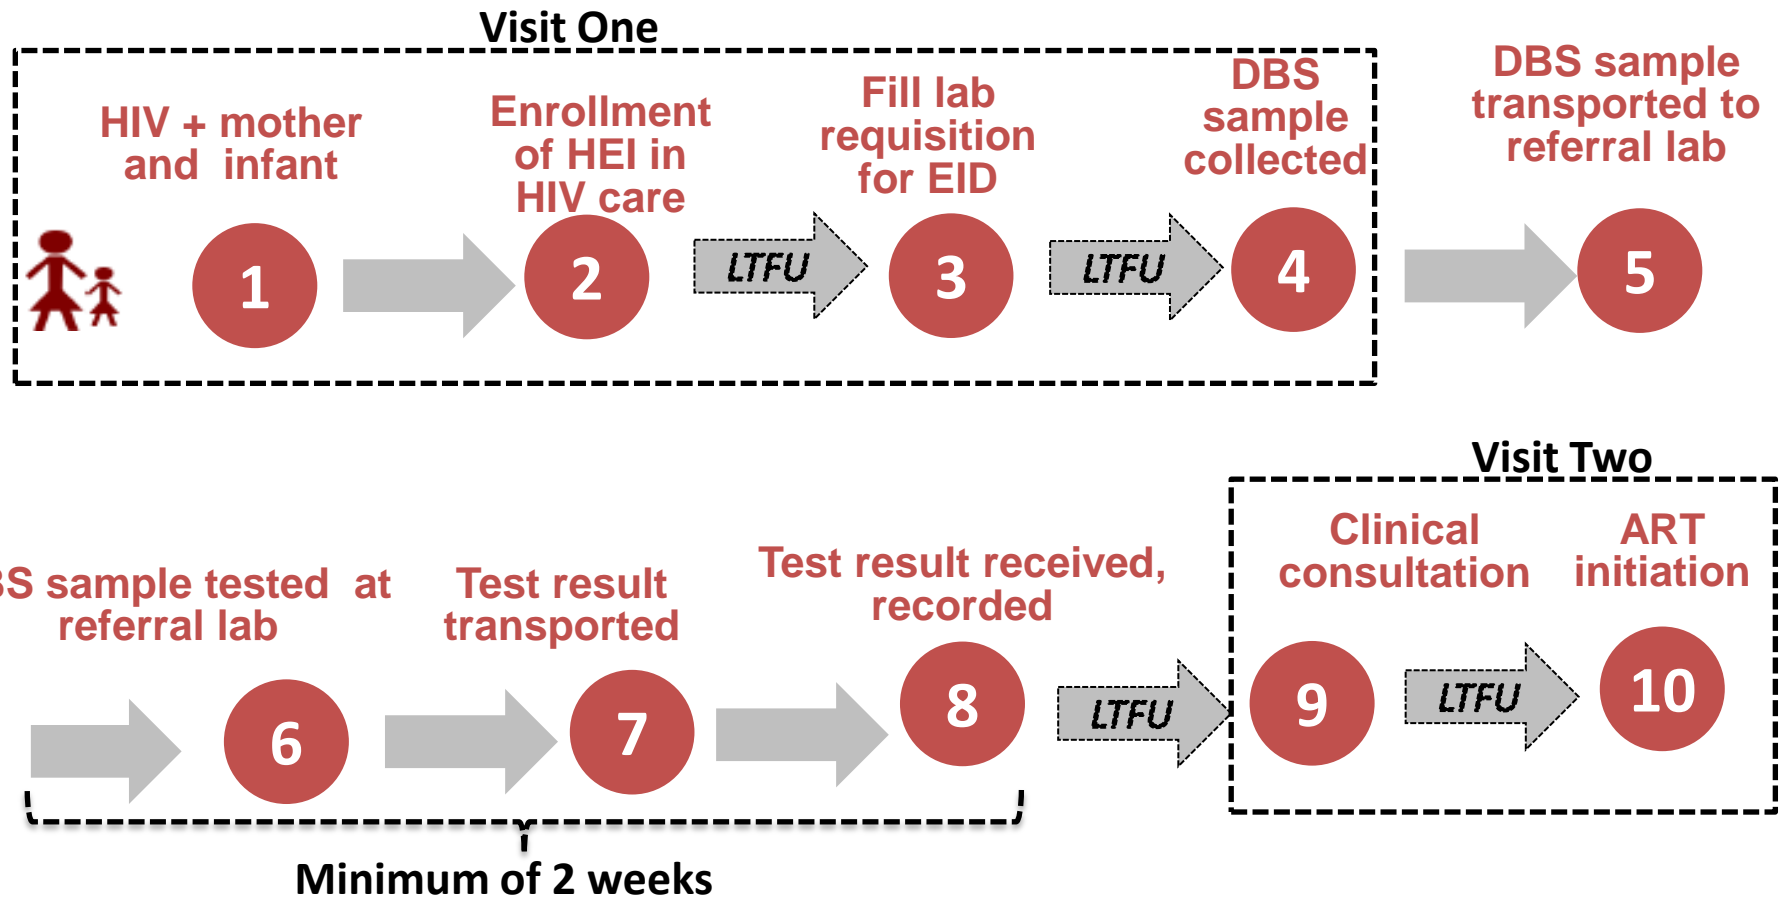 Visit One
HIV + mother
and infant
1
Enrollment
of HEI in
HIV care
2
LTFU
Fill lab
requisition
for EID
3
LTFU
DBS
sample
collected
4
DBS sample
transported to
referral lab
5
BS sample tested at
referral lab
6
Test result
transported
7
Test result received,
recorded
8
LTFU
Visit Two
Clinical
consultation
9
LTFU
ART
initiation
10
Minimum of 2 weeks